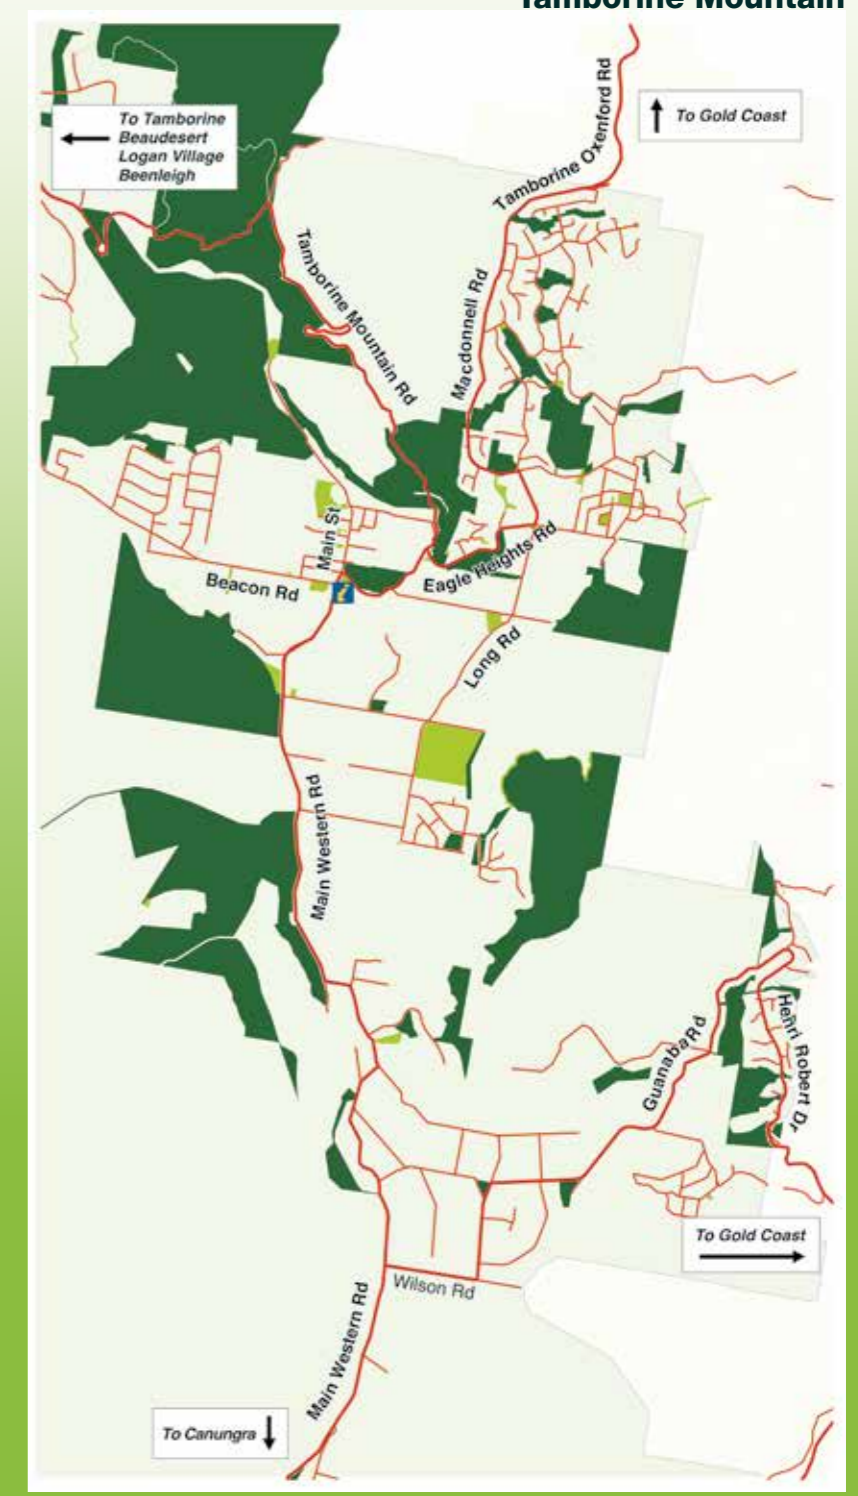 Tamborine Mountain
To Tamborine
Beaudesert
Logan Village
Beenleigh
To Gold Coast
Tamborine Oxenford Rd
Tamborine Mountain Rd
Macdonnell Rd
Main St
Beacon Rd
i
Eagle Heights Rd
Long Rd
Main Western Rd
Guanaba Rd
Henri Robert Dr
To Gold Coast
Wilson Rd
Main Western Rd
To Canungra